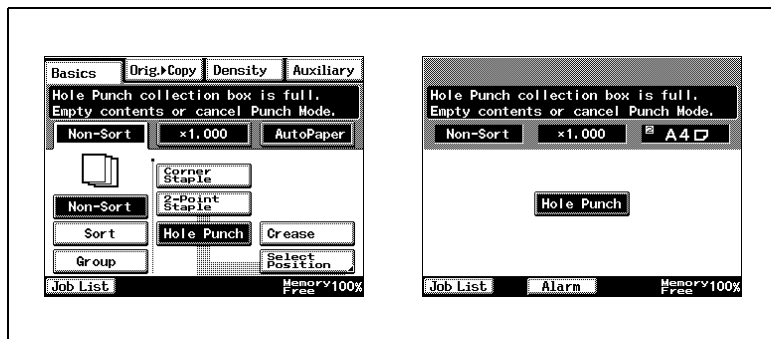 Basics Orig.▸Copy Density Auxiliary
Hole Punch collection box is full.
Empty contents or cancel Punch Mode.
Non-Sort ×1.000 AutoPaper
Corner
Staple
2-Point
Staple
Non-Sort
Sort Hole Punch Crease
Group Select
Position
Job List Memory
Free 100%
Hole Punch collection box is full.
Empty contents or cancel Punch Mode.
Non-Sort ×1.000 2 A4
Hole Punch
Job List Alarm Memory
Free 100%